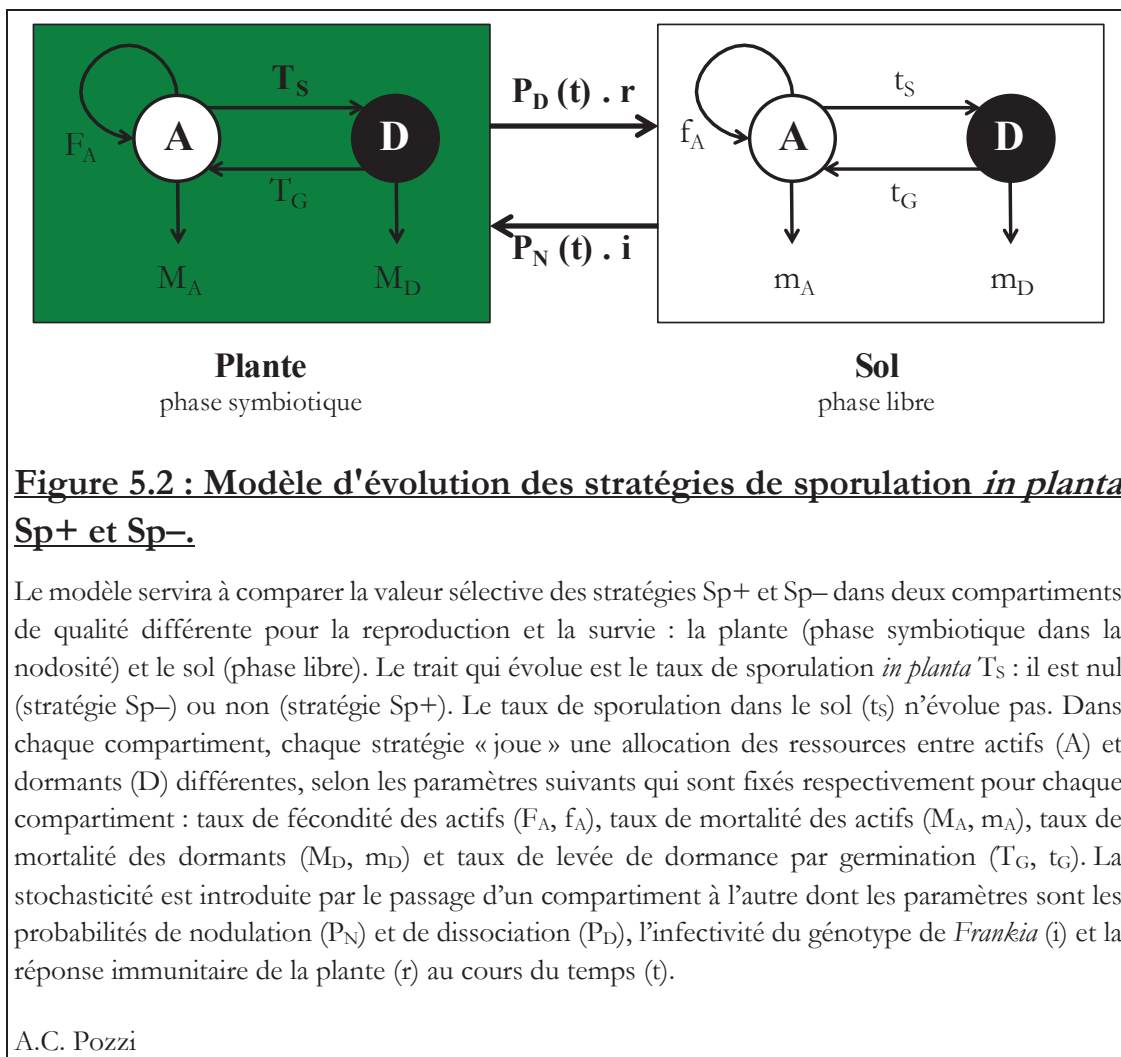 T_S
P_D (t) . r
t_S
A
D
A
D
F_A
f_A
T_G
t_G
P_N (t) . i
M_A
M_D
m_A
m_D
Plante
Sol
phase symbiotique
phase libre
Figure 5.2 : Modèle d'évolution des stratégies de sporulation in planta
Sp+ et Sp–.
Le modèle servira à comparer la valeur sélective des stratégies Sp+ et Sp– dans deux compartiments
de qualité différente pour la reproduction et la survie : la plante (phase symbiotique dans la
nodosité) et le sol (phase libre). Le trait qui évolue est le taux de sporulation in planta T_S : il est nul
(stratégie Sp–) ou non (stratégie Sp+). Le taux de sporulation dans le sol (t_S) n’évolue pas. Dans
chaque compartiment, chaque stratégie « joue » une allocation des ressources entre actifs (A) et
dormants (D) différentes, selon les paramètres suivants qui sont fixés respectivement pour chaque
compartiment : taux de fécondité des actifs (F_A, f_A), taux de mortalité des actifs (M_A, m_A), taux de
mortalité des dormants (M_D, m_D) et taux de levée de dormance par germination (T_G, t_G). La
stochasticité est introduite par le passage d’un compartiment à l’autre dont les paramètres sont les
probabilités de nodulation (P_N) et de dissociation (P_D), l’infectivité du génotype de Frankia (i) et la
réponse immunitaire de la plante (r) au cours du temps (t).
A.C. Pozzi